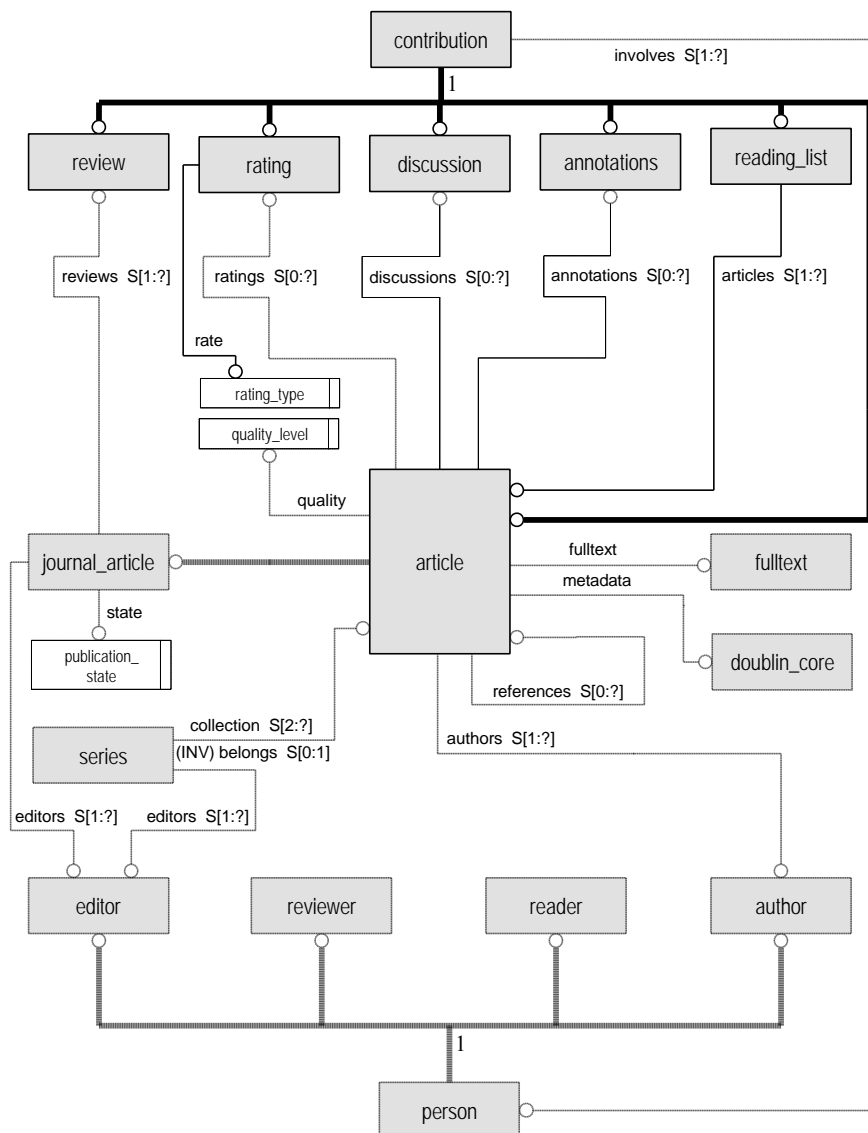 contribution
involves S[1:?]
1
review
rating
discussion
annotations
reading_list
reviews S[1:?]
ratings S[0:?]
discussions S[0:?]
annotations S[0:?]
articles S[1:?]
rate
rating_type
quality_level
quality
journal_article
article
fulltext
fulltext
metadata
state
publication_
state
doublin_core
references S[0:?]
collection S[2:?]
series
(INV) belongs S[0:1]
authors S[1:?]
editors S[1:?]
editors S[1:?]
editor
reviewer
reader
author
1
person